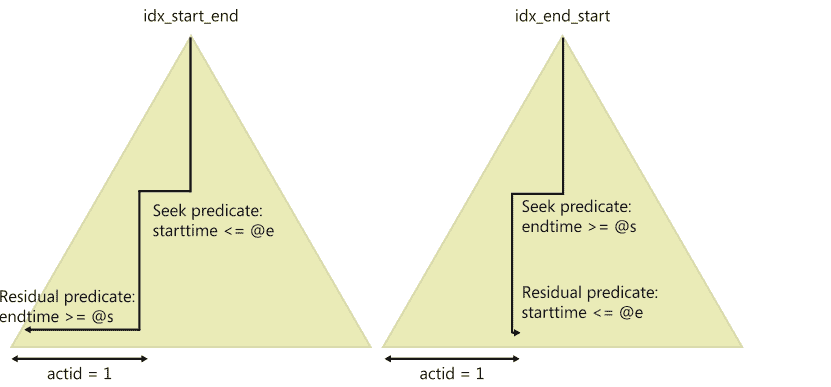 idx_start_end
Seek predicate:
starttime <= @e
Residual predicate:
endtime >= @s
actid = 1
idx_end_start
Seek predicate:
endtime >= @s
Residual predicate:
starttime <= @e
actid = 1